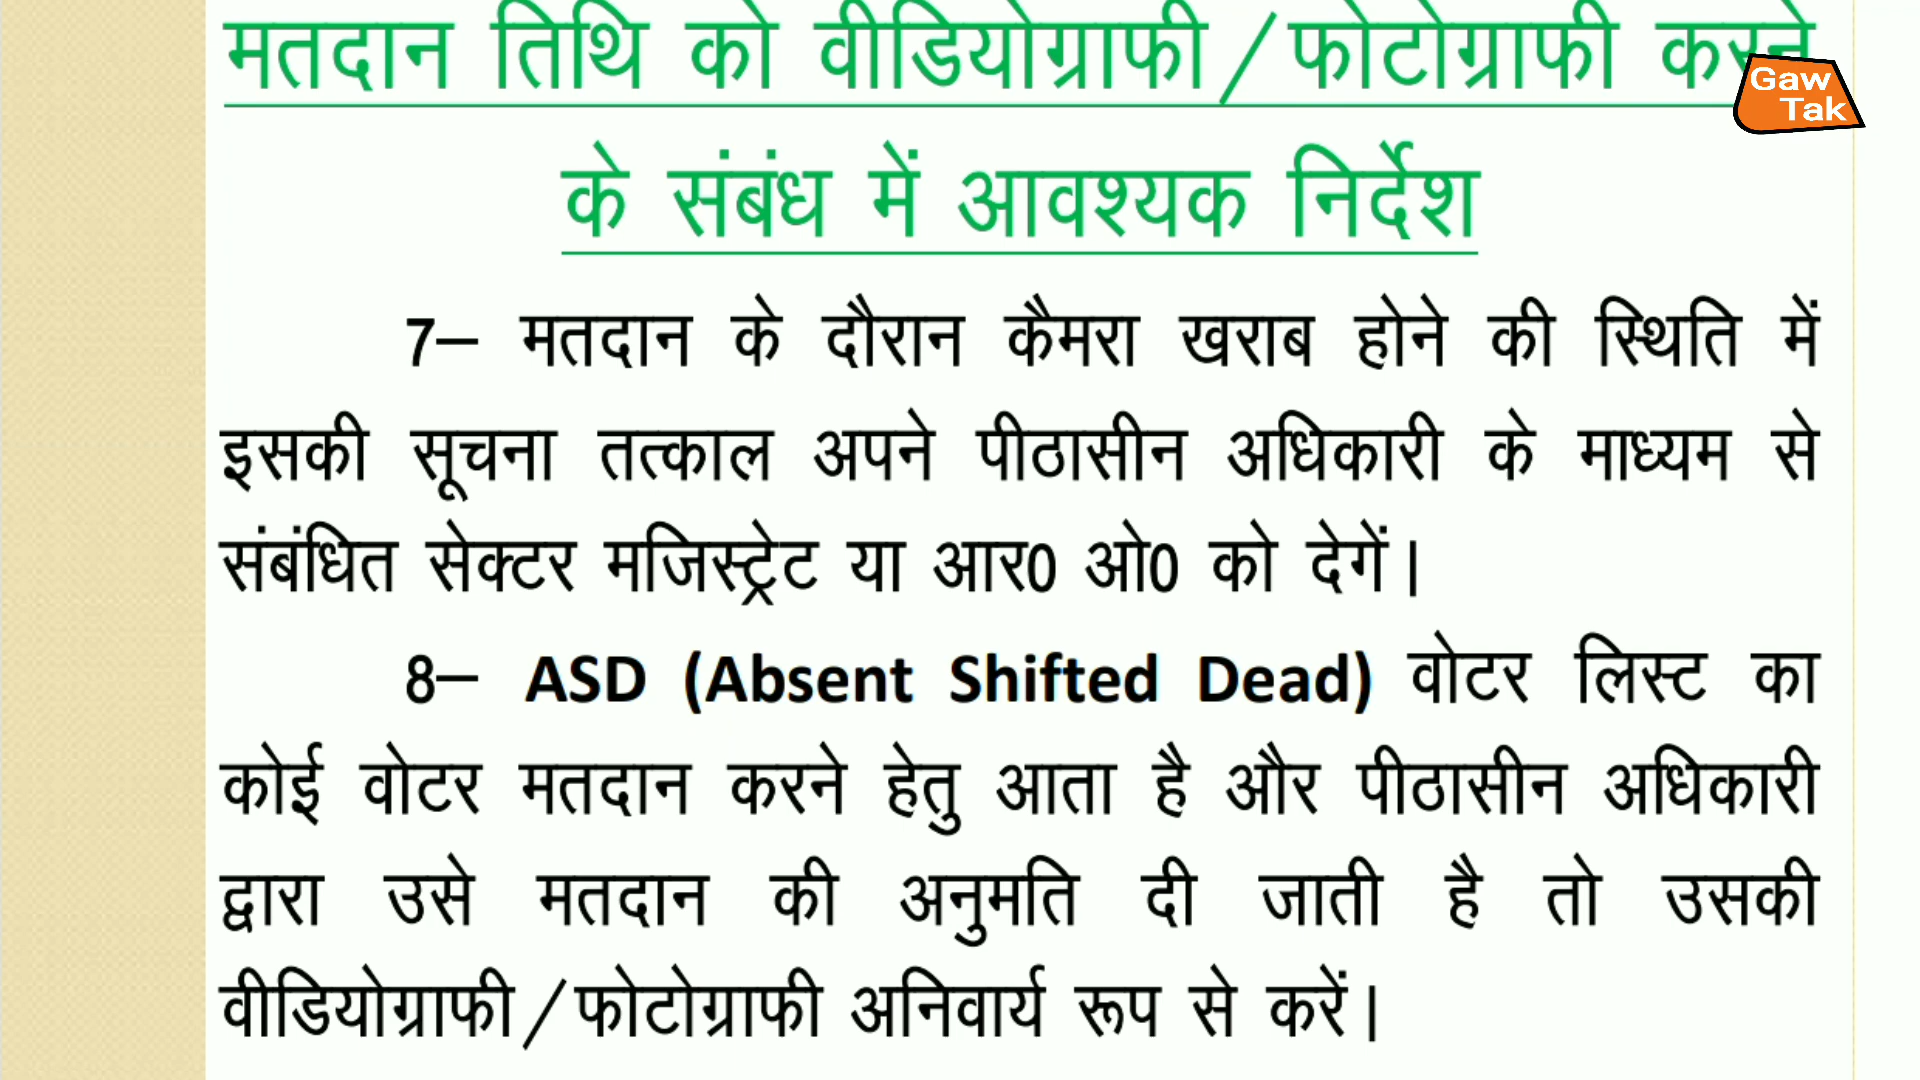 मतदान तिथि को वीडियोग्राफी/फोटोग्राफी करने
Gaw
Tak
के संबंध में आवश्यक निर्देश
7– मतदान के दौरान कैमरा खराब होने की स्थिति में
इसकी सूचना तत्काल अपने पीठासीन अधिकारी के माध्यम से
संबंधित सेक्टर मजिस्ट्रेट या आर0 ओ0 को देगें।
8– ASD (Absent Shifted Dead) वोटर लिस्ट का
कोई वोटर मतदान करने हेतु आता है और पीठासीन अधिकारी
द्वारा उसे मतदान की अनुमति दी जाती है तो उसकी
वीडियोग्राफी/फोटोग्राफी अनिवार्य रूप से करें।